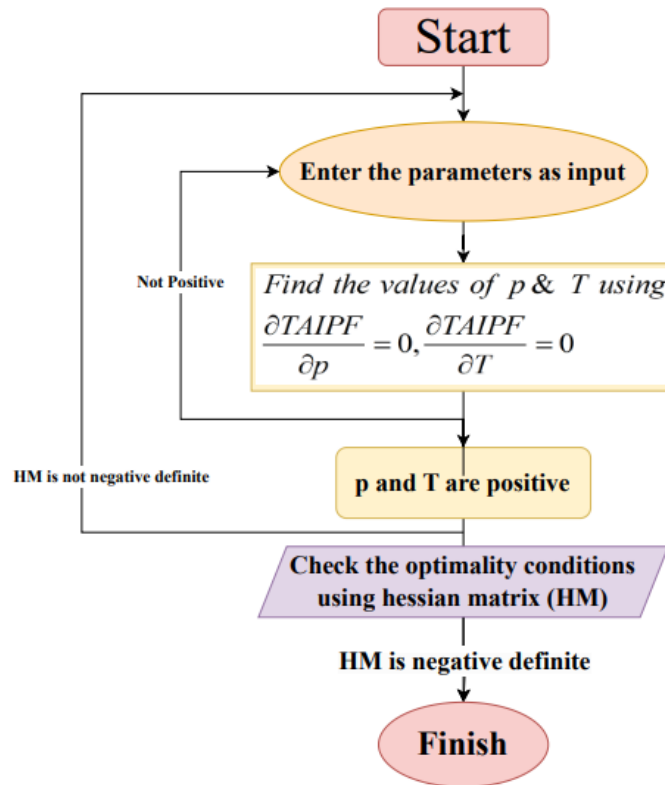 Start
Enter the parameters as input
Not Positive
Find the values of p & T using
∂TAIPF/∂p = 0, ∂TAIPF/∂T = 0
HM is not negative definite
p and T are positive
Check the optimality conditions
using hessian matrix (HM)
HM is negative definite
Finish